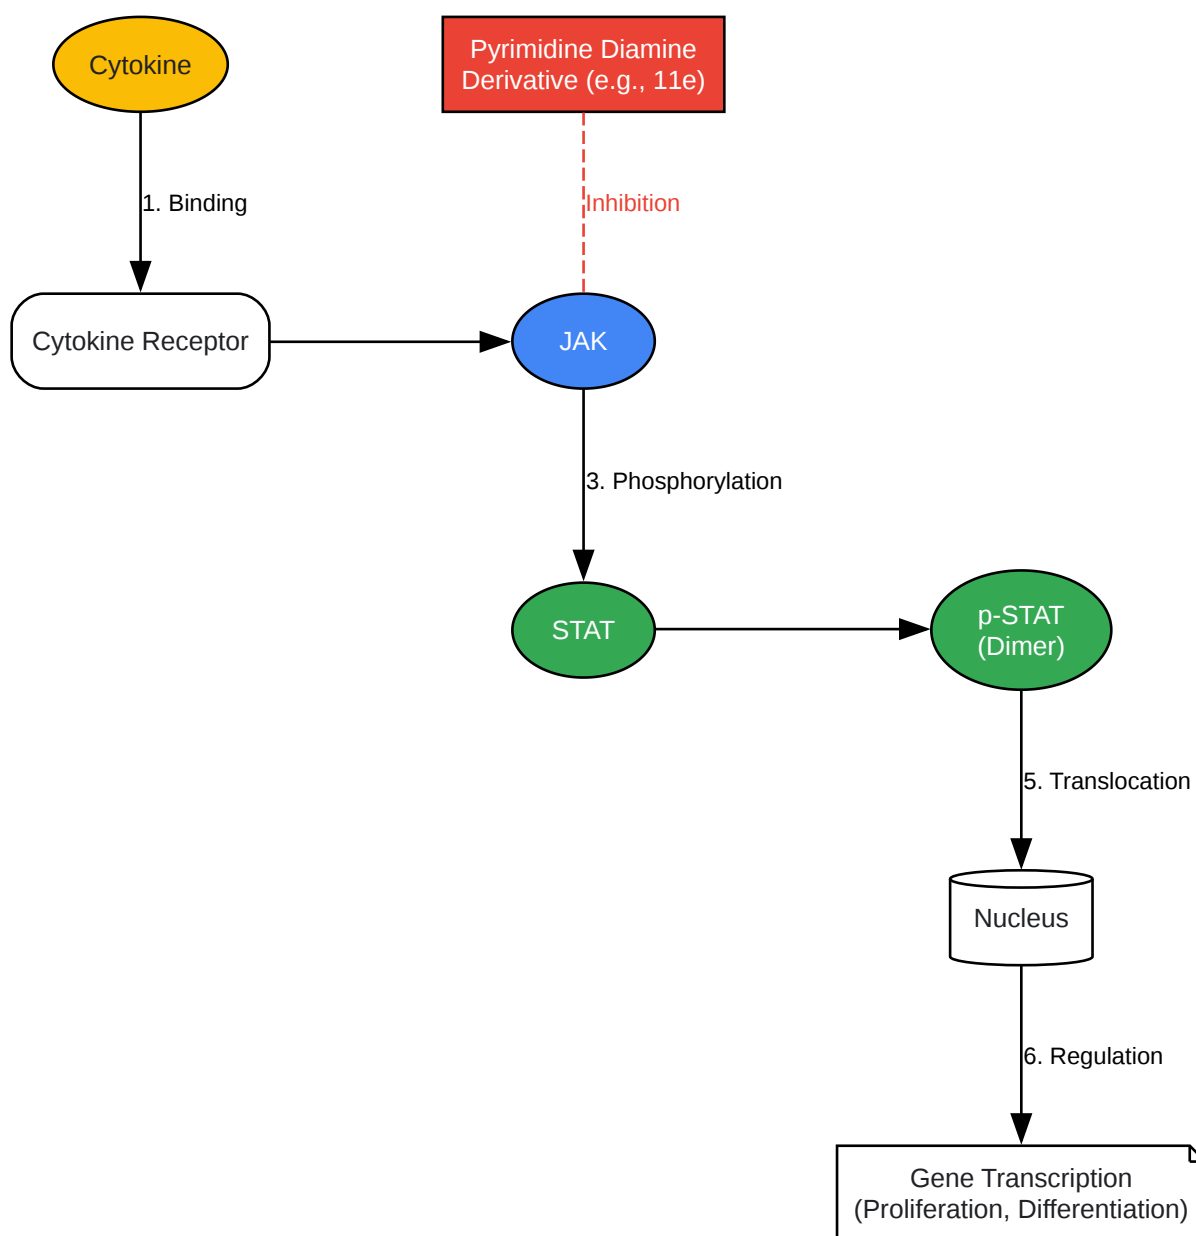 Cytokine
Pyrimidine Diamine
Derivative (e.g., 11e)
1. Binding
Inhibition
Cytokine Receptor
JAK
3. Phosphorylation
STAT
p-STAT
(Dimer)
5. Translocation
Nucleus
6. Regulation
Gene Transcription
(Proliferation, Differentiation)